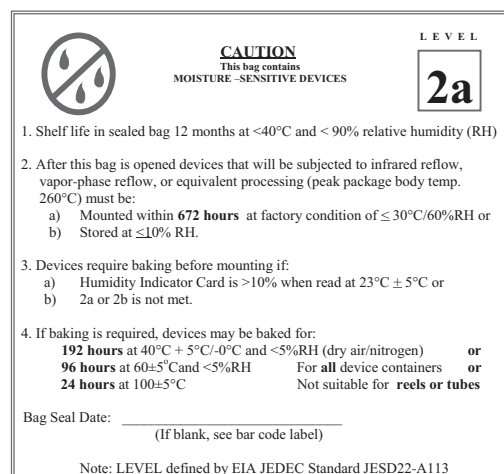 LEVEL
CAUTION
This bag contains
MOISTURE –SENSITIVE DEVICES
2a
1. Shelf life in sealed bag 12 months at <40°C and < 90% relative humidity (RH)
2. After this bag is opened devices that will be subjected to infrared reflow,
vapor-phase reflow, or equivalent processing (peak package body temp.
260°C) must be:
a) Mounted within 672 hours at factory condition of ≤ 30°C/60%RH or
b) Stored at ≤10% RH.
3. Devices require baking before mounting if:
a) Humidity Indicator Card is >10% when read at 23°C ± 5°C or
b) 2a or 2b is not met.
4. If baking is required, devices may be baked for:
192 hours at 40°C + 5°C/-0°C and <5%RH (dry air/nitrogen) or
96 hours at 60±5°Cand <5%RH For all device containers or
24 hours at 100±5°C Not suitable for reels or tubes
Bag Seal Date: ______________________________
(If blank, see bar code label)
Note: LEVEL defined by EIA JEDEC Standard JESD22-A113